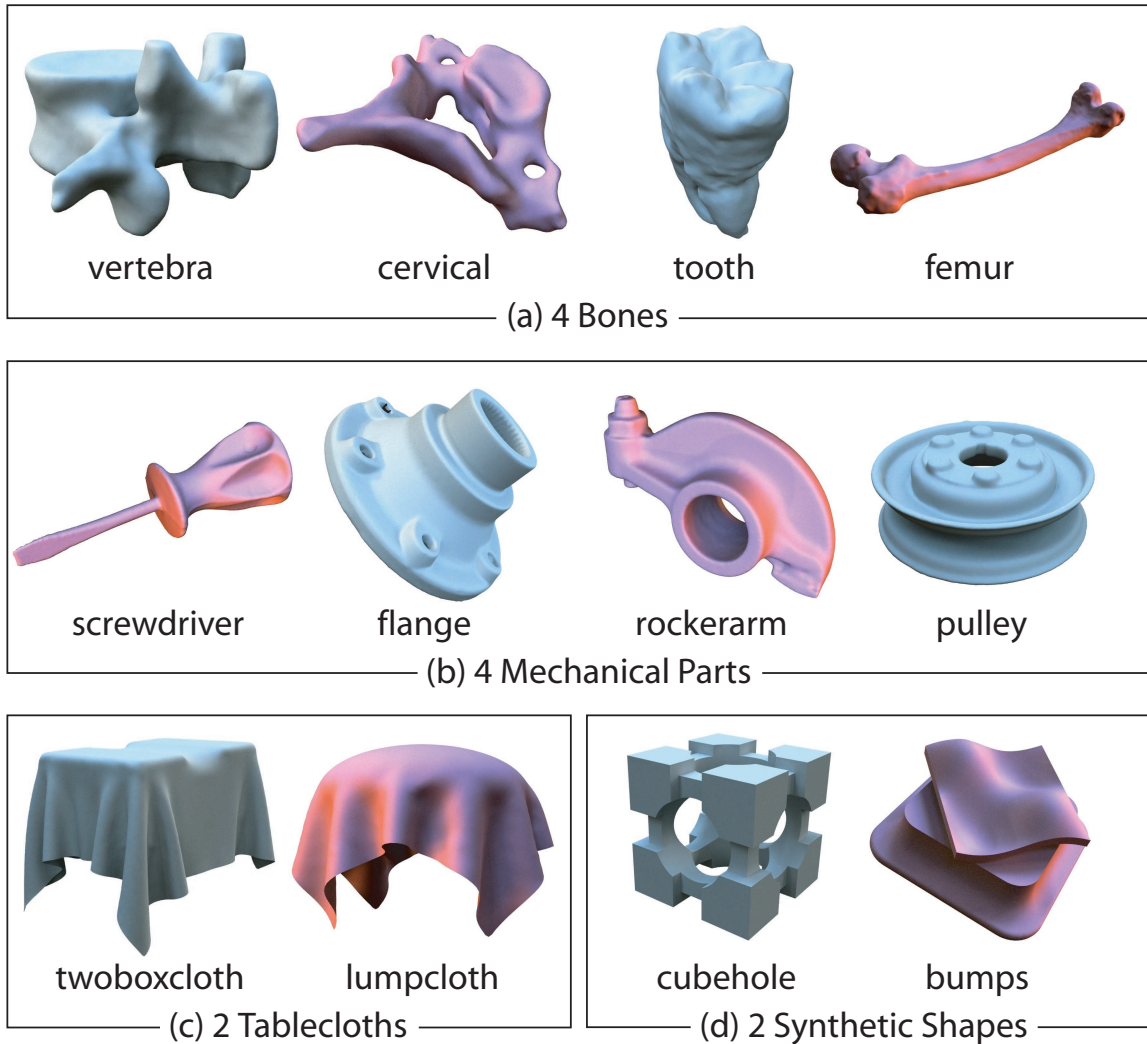 vertebra cervical tooth femur
(a) 4 Bones
screwdriver flange rockerarm pulley
(b) 4 Mechanical Parts
twoboxcloth lumpcloth
(c) 2 Tablecloths
cubehole bumps
(d) 2 Synthetic Shapes